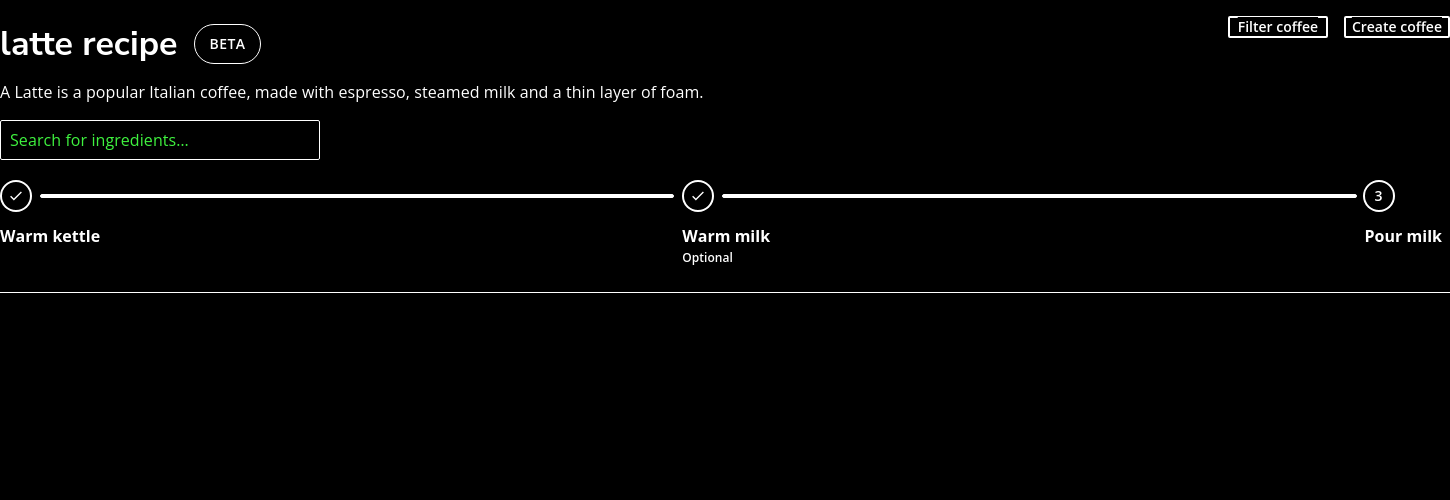 latte recipe BETA
Filter coffee
Create coffee
A Latte is a popular Italian coffee, made with espresso, steamed milk and a thin layer of foam.
Search for ingredients...
3
Warm kettle
Warm milk
Optional
Pour milk